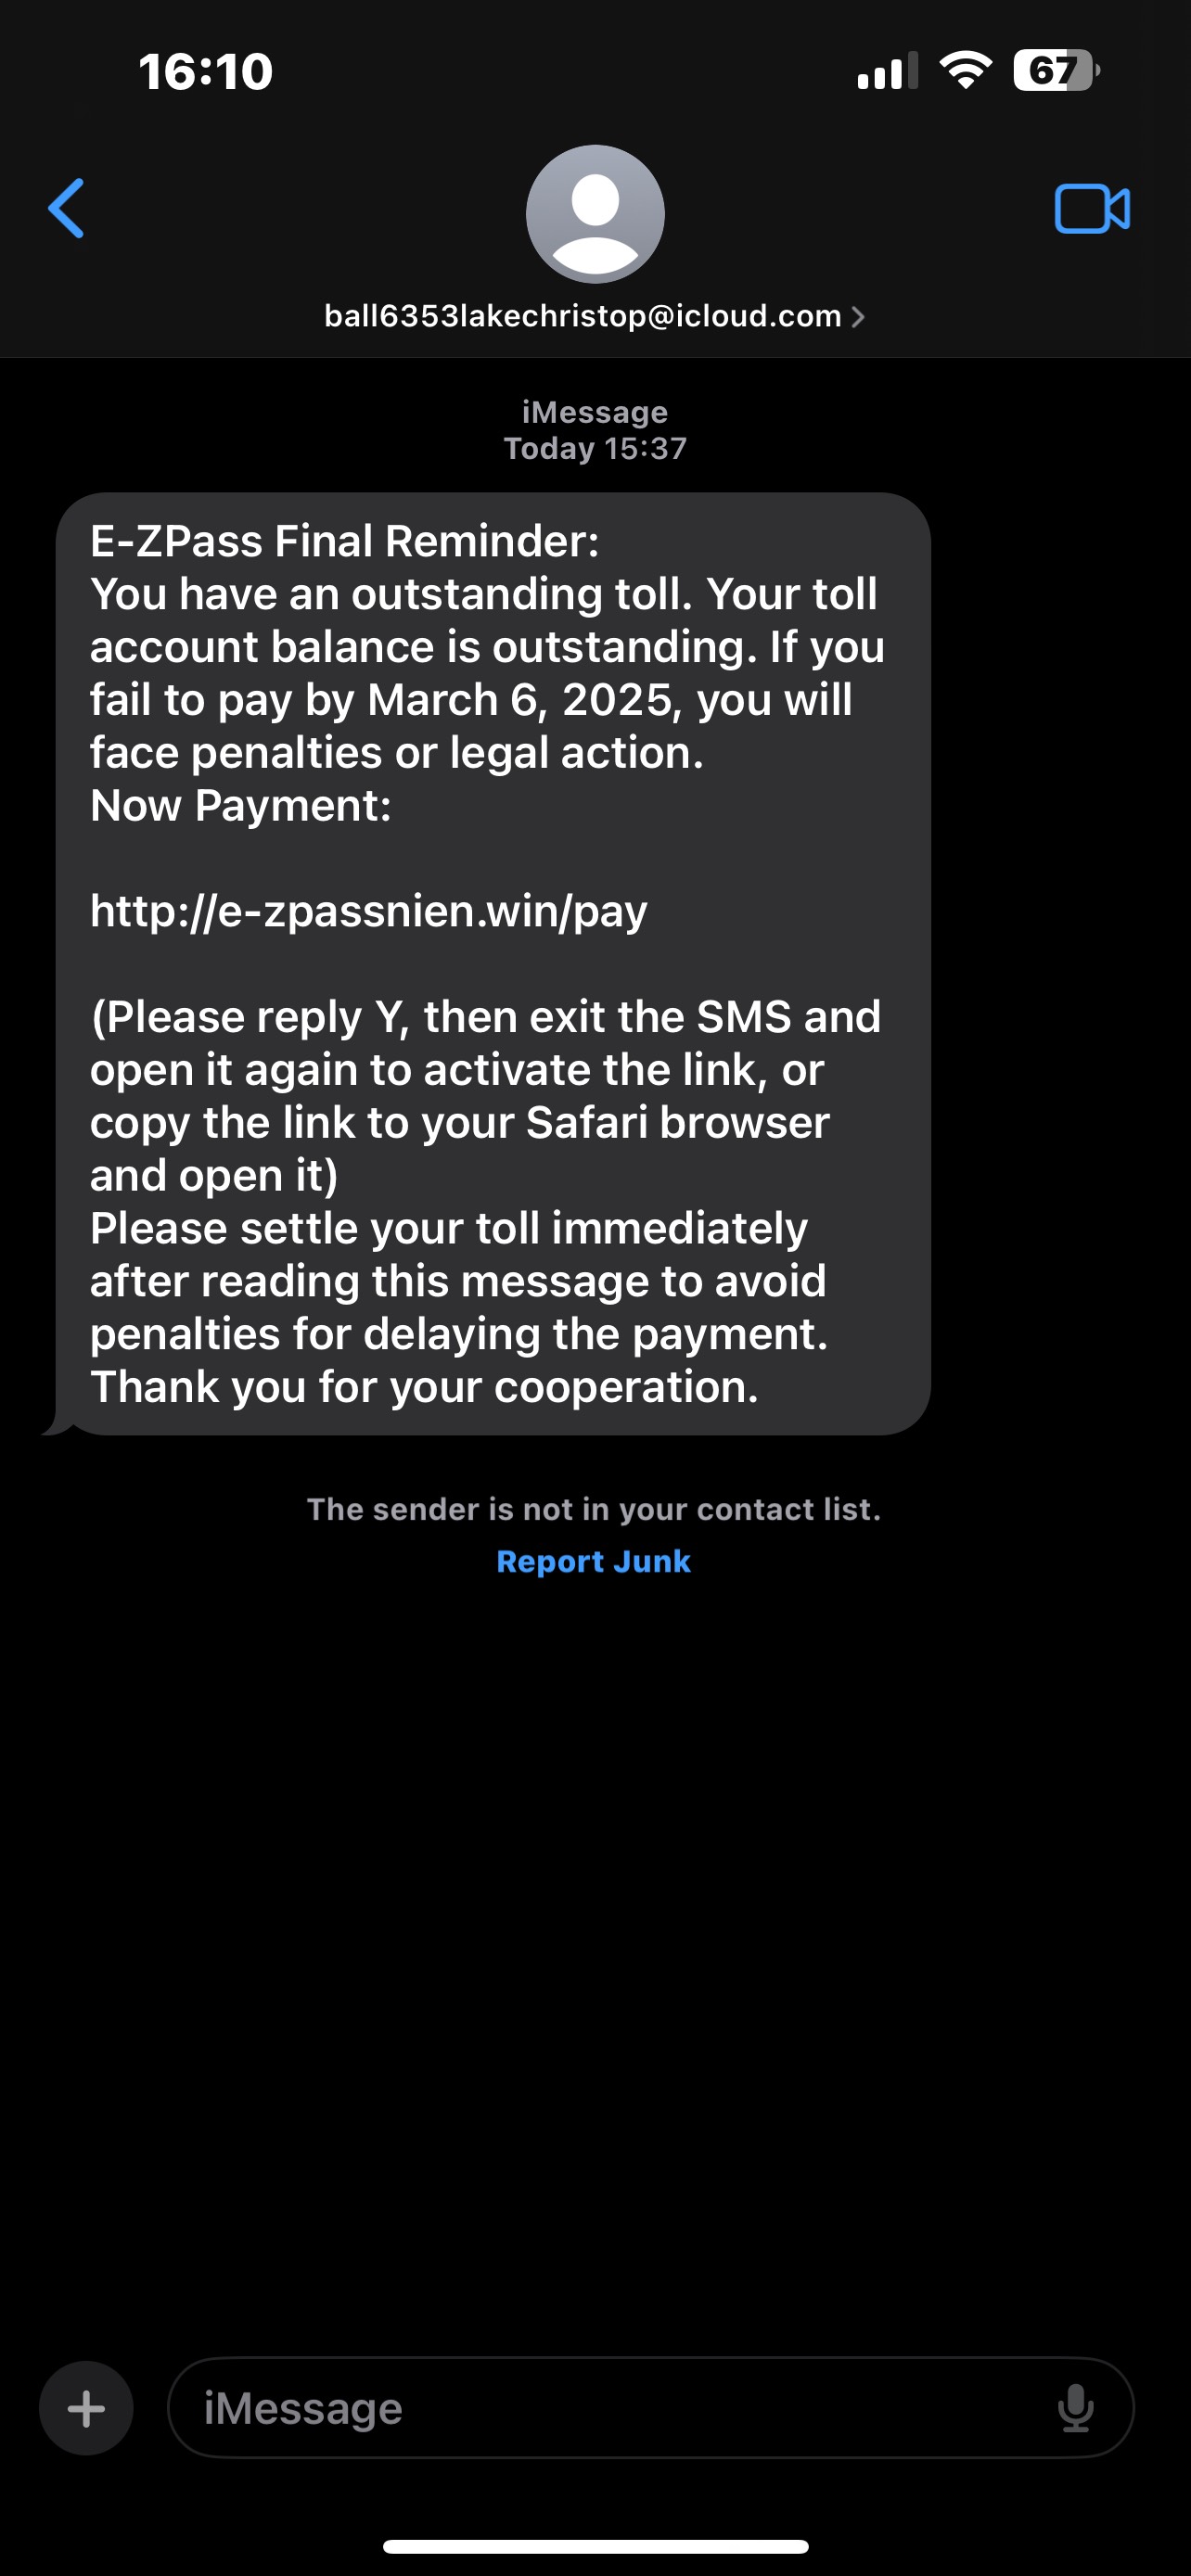 16:10
67
ball6353lakechristop@icloud.com
iMessage
Today 15:37
E-ZPass Final Reminder:
You have an outstanding toll. Your toll
account balance is outstanding. If you
fail to pay by March 6, 2025, you will
face penalties or legal action.
Now Payment:
http://e-zpassnien.win/pay
(Please reply Y, then exit the SMS and
open it again to activate the link, or
copy the link to your Safari browser
and open it)
Please settle your toll immediately
after reading this message to avoid
penalties for delaying the payment.
Thank you for your cooperation.
The sender is not in your contact list.
Report Junk
iMessage